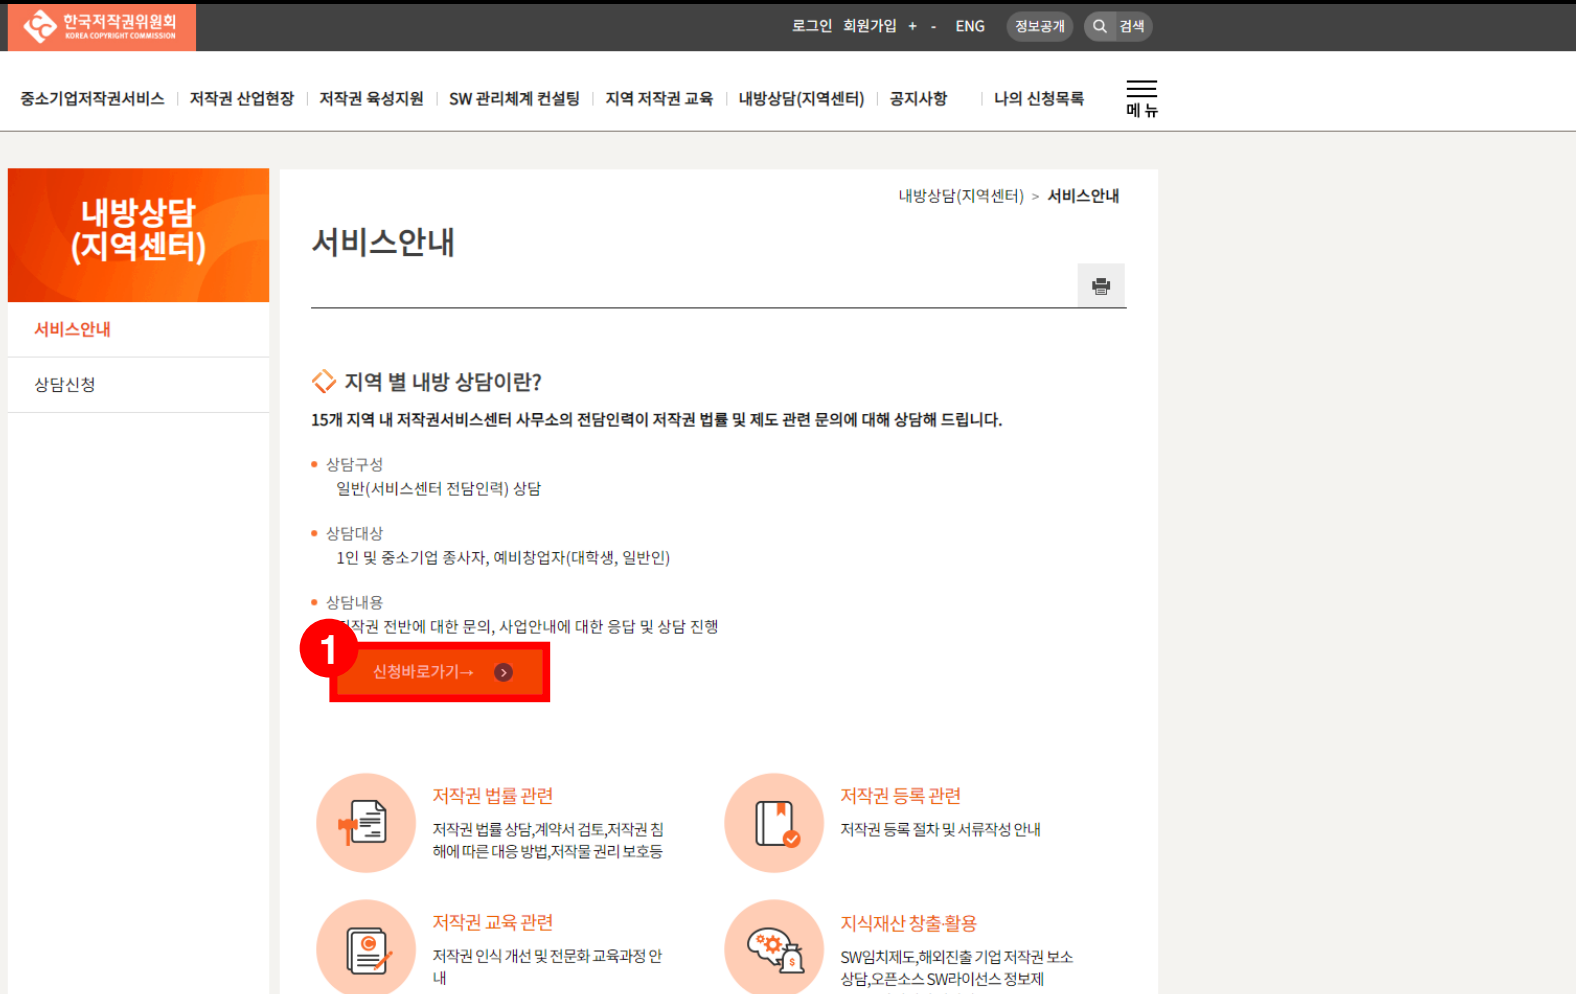 한국저작권위원회
KOREA COPYRIGHT COMMISSION
로그인 회원가입 + - ENG 정보공개 검색
중소기업저작권서비스 저작권 산업현장 저작권 육성지원 SW 관리체계 컨설팅 지역 저작권 교육 내방상담(지역센터) 공지사항 나의 신청목록 메뉴
내방상담
(지역센터)
서비스안내
상담신청
내방상담(지역센터) > 서비스안내
서비스안내
지역 별 내방 상담이란?
15개 지역 내 저작권서비스센터 사무소의 전담인력이 저작권 법률 및 제도 관련 문의에 대해 상담해 드립니다.
상담구성
일반(서비스센터 전담인력) 상담
상담대상
1인 및 중소기업 종사자, 예비창업자(대학생, 일반인)
상담내용
저작권 전반에 대한 문의, 사업안내에 대한 응답 및 상담 진행
1
신청바로가기→
저작권 법률 관련
저작권 법률 상담,계약서 검토,저작권 침
해에 따른 대응 방법,저작물 권리 보호등
저작권 등록 관련
저작권 등록 절차 및 서류작성 안내
저작권 교육 관련
저작권 인식 개선 및 전문화 교육과정 안
내
지식재산 창출·활용
SW임치제도,해외진출 기업 저작권 보소
상담,오픈소스 SW라이선스 정보제